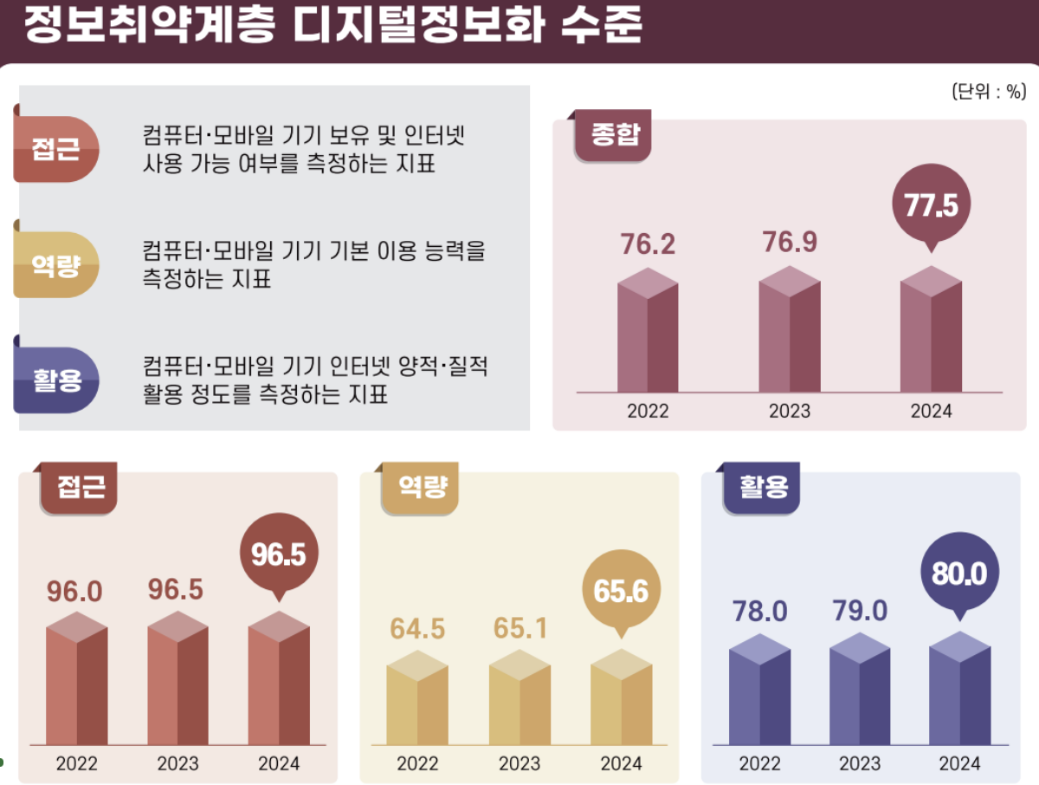 정보취약계층 디지털정보화 수준
(단위 : %)
접근
컴퓨터·모바일 기기 보유 및 인터넷
사용 가능 여부를 측정하는 지표
역량
컴퓨터·모바일 기기 기본 이용 능력을
측정하는 지표
활용
컴퓨터·모바일 기기 인터넷 양적·질적
활용 정도를 측정하는 지표
종합
76.2
76.9
77.5
2022
2023
2024
접근
96.0
96.5
96.5
2022
2023
2024
역량
64.5
65.1
65.6
2022
2023
2024
활용
78.0
79.0
80.0
2022
2023
2024